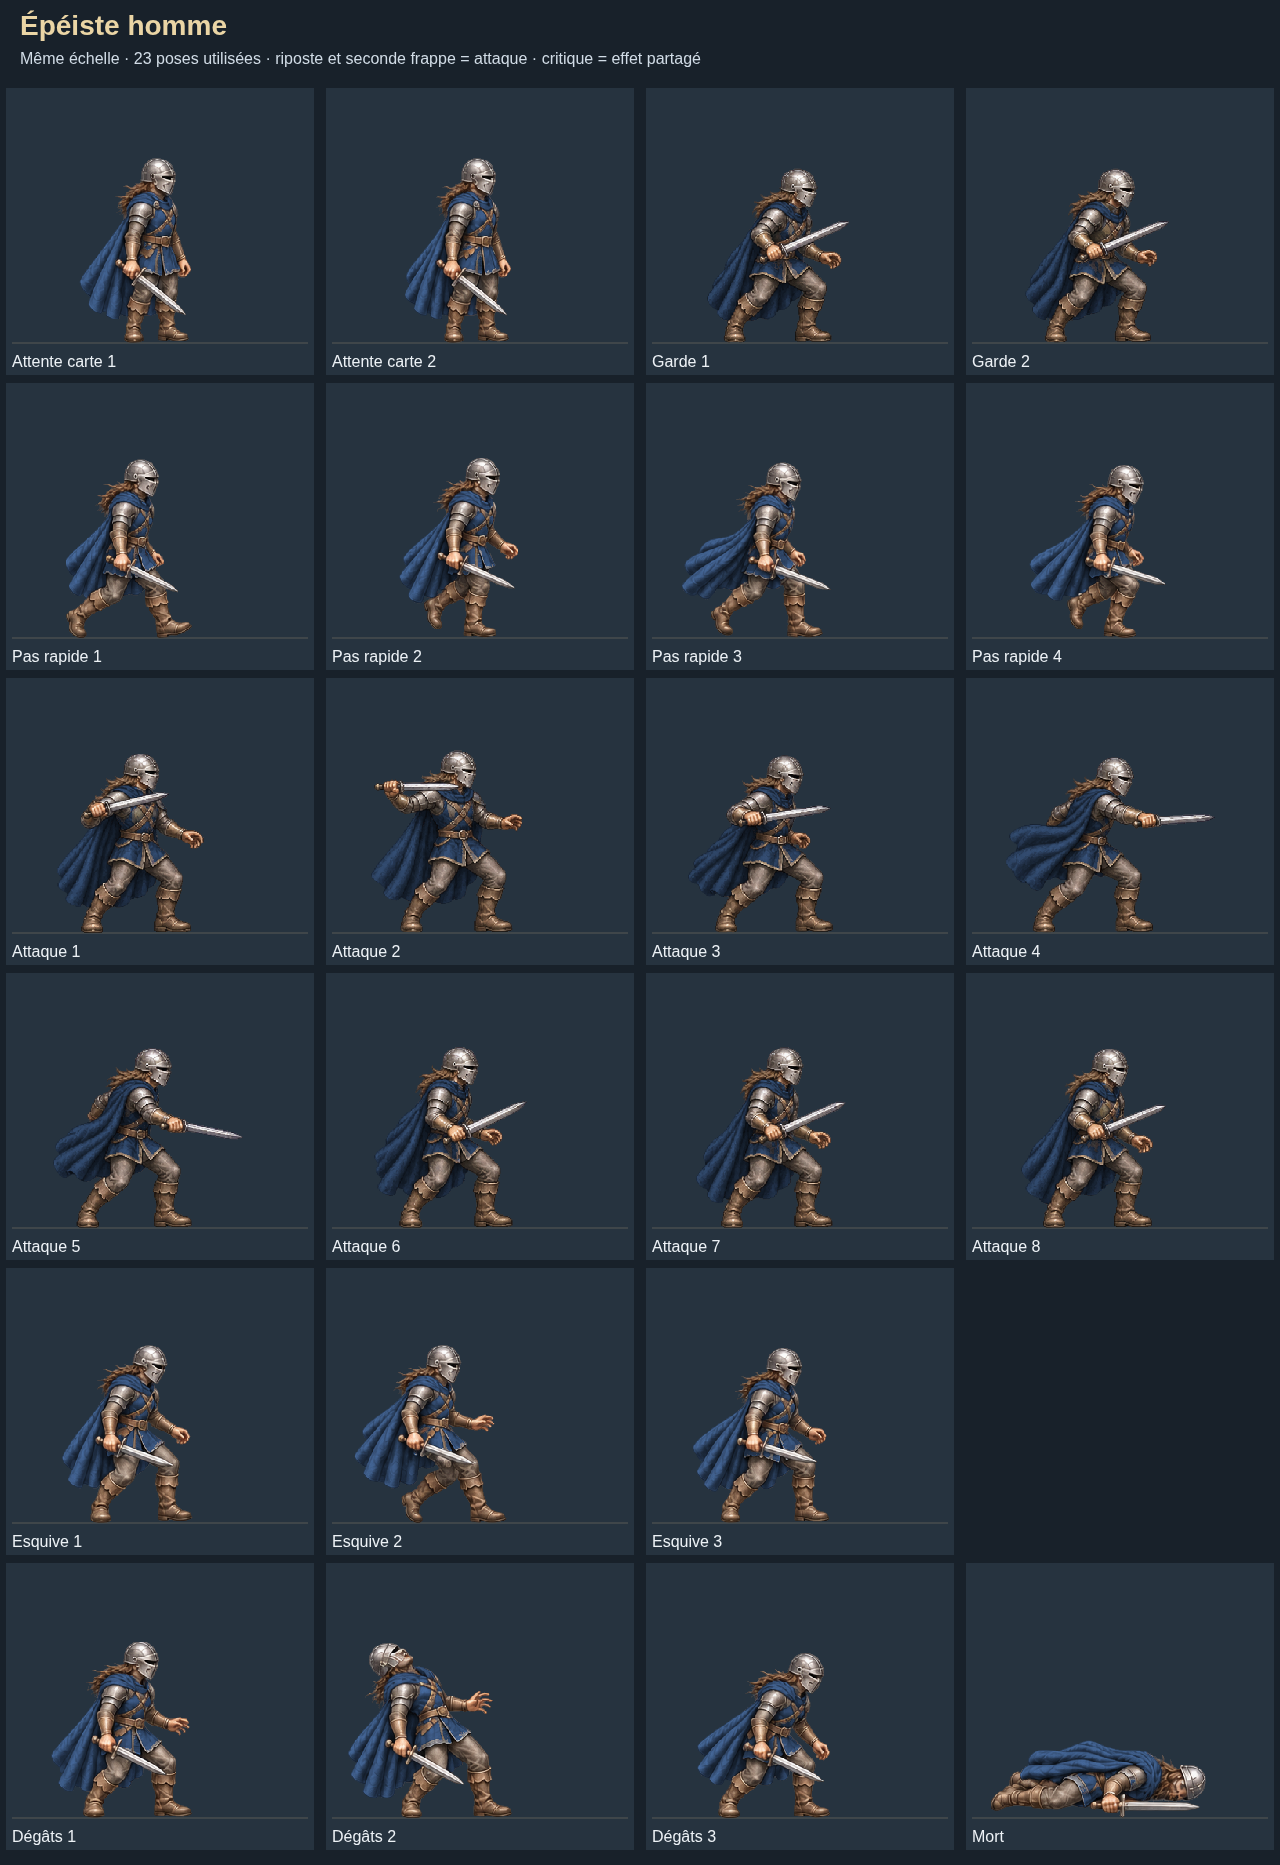 Épéiste homme
Même échelle · 23 poses utilisées · riposte et seconde frappe = attaque · critique = effet partagé
Attente carte 1
Attente carte 2
Garde 1
Garde 2
Pas rapide 1
Pas rapide 2
Pas rapide 3
Pas rapide 4
Attaque 1
Attaque 2
Attaque 3
Attaque 4
Attaque 5
Attaque 6
Attaque 7
Attaque 8
Esquive 1
Esquive 2
Esquive 3
Dégâts 1
Dégâts 2
Dégâts 3
Mort